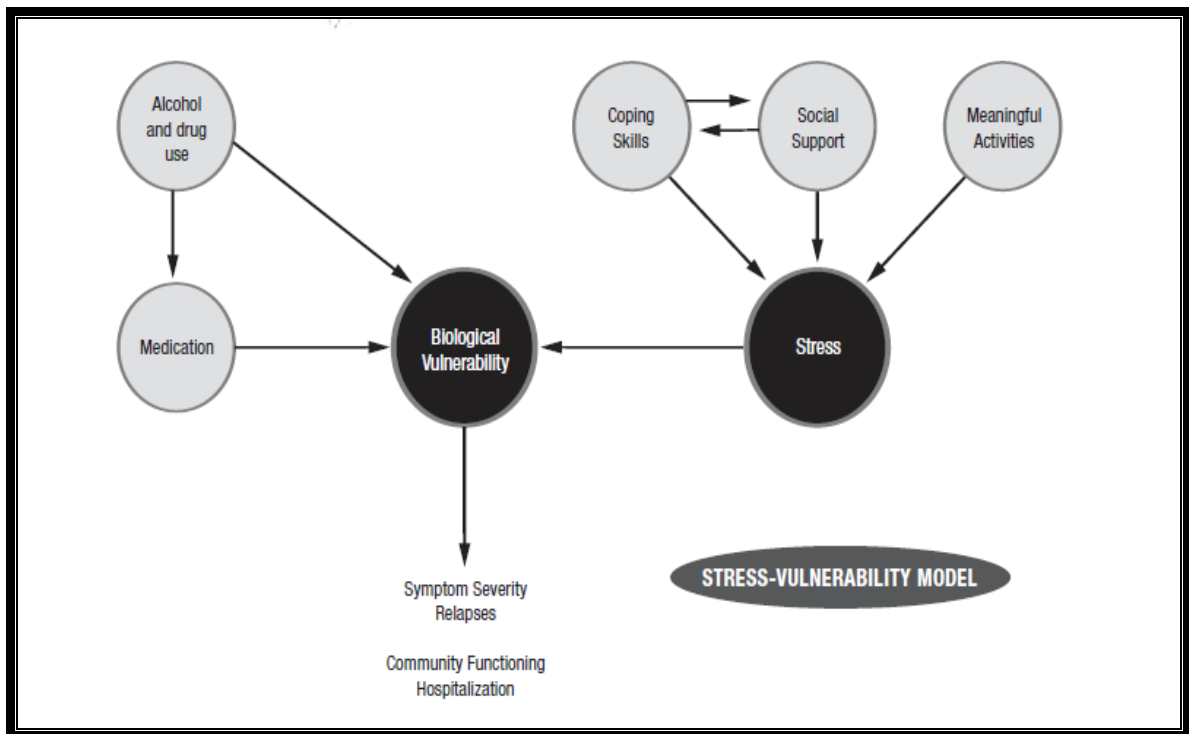 Alcohol
and drug
use
Coping
Skills
Social
Support
Meaningful
Activities
Medication
Biological
Vulnerability
Stress
STRESS-VULNERABILITY MODEL
Symptom Severity
Relapses
Community Functioning
Hospitalization